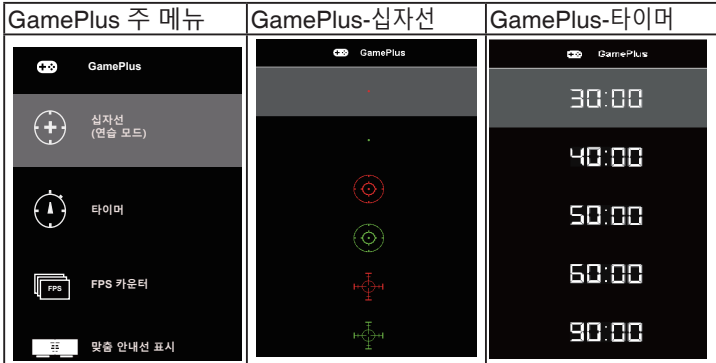 GamePlus 주 메뉴
GamePlus-십자선
GamePlus-타이머
GamePlus
십자선
(연습 모드)
타이머
FPS
FPS 카운터
맞춤 안내선 표시
GamePlus
GamePlus
30:00
40:00
50:00
60:00
90:00